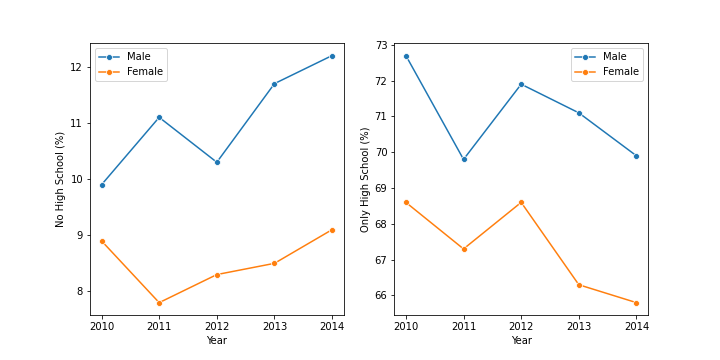 Male
Female
12
11
10
9
8
No High School (%)
2010 2011 2012 2013 2014
Year
Male
Female
73
72
71
70
69
68
67
66
Only High School (%)
2010 2011 2012 2013 2014
Year